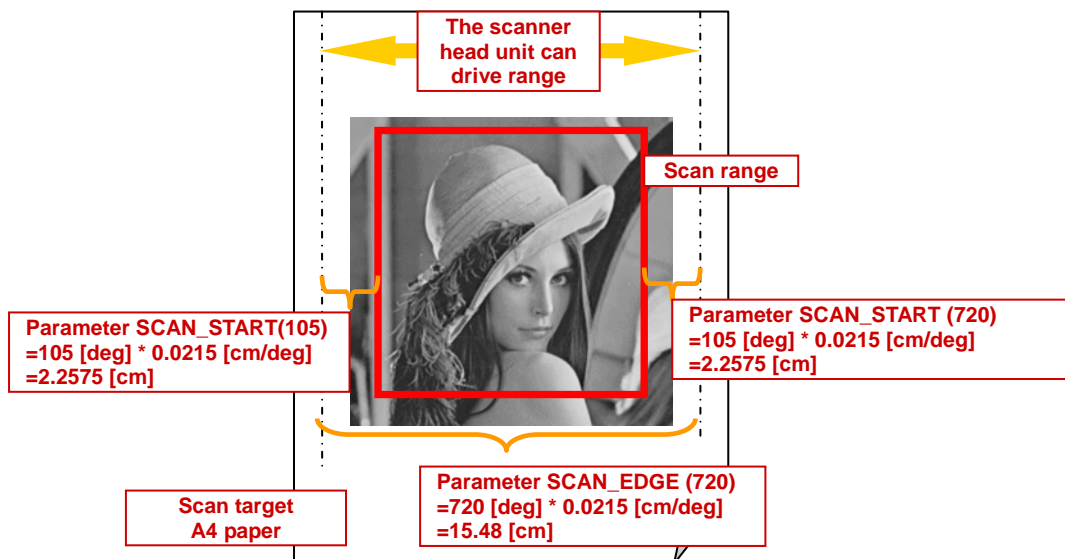 The scanner
head unit can
drive range
Scan range
Parameter SCAN_START(105)
=105 [deg] * 0.0215 [cm/deg]
=2.2575 [cm]
Parameter SCAN_START (720)
=105 [deg] * 0.0215 [cm/deg]
=2.2575 [cm]
Parameter SCAN_EDGE (720)
=720 [deg] * 0.0215 [cm/deg]
=15.48 [cm]
Scan target
A4 paper